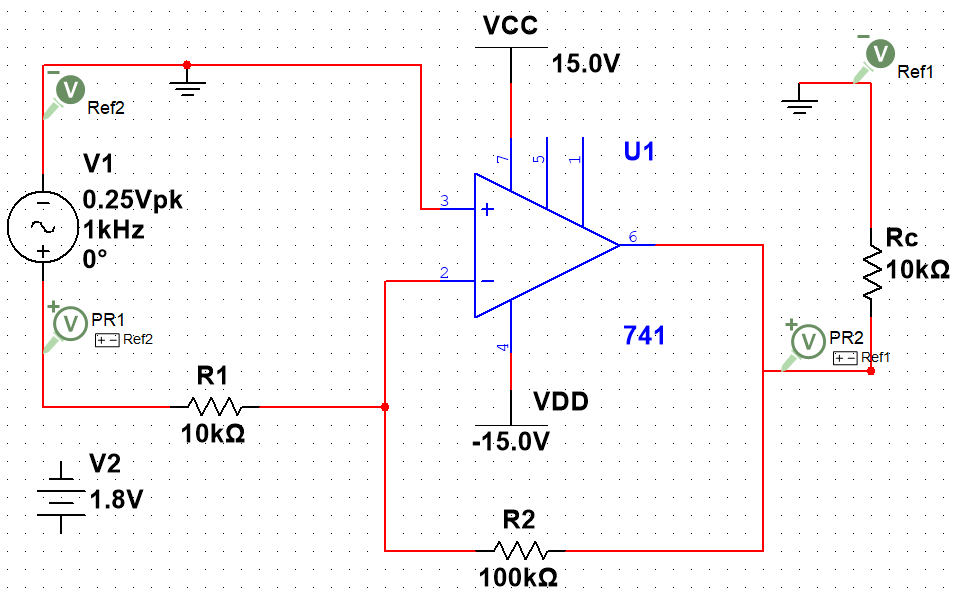 VCC
15.0V
V
Ref1
V
Ref2
U1
7
5
1
V1
0.25Vpk
1kHz
0°
3
+
6
Rc
10kΩ
2
−
V
PR1
+ - Ref2
4
741
V
PR2
+ - Ref1
R1
10kΩ
VDD
-15.0V
V2
1.8V
R2
100kΩ